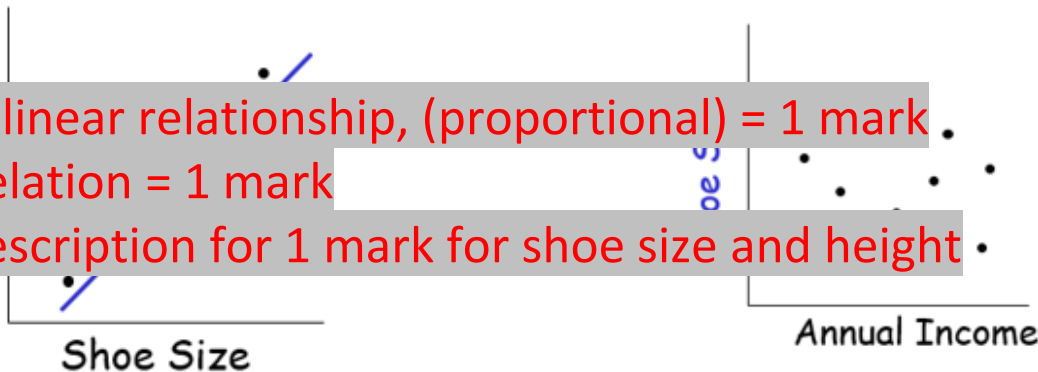 linear relationship, (proportional) = 1 mark
elation = 1 mark
escription for 1 mark for shoe size and height
oe S
Shoe Size
Annual Income